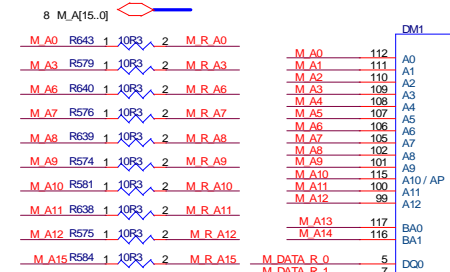 8 M_A[15..0]
M_A0 R643 1 10R3 2 M_R_A0
M_A3 R579 1 10R3 2 M_R_A3
M_A6 R640 1 10R3 2 M_R_A6
M_A7 R576 1 10R3 2 M_R_A7
M_A8 R639 1 10R3 2 M_R_A8
M_A9 R574 1 10R3 2 M_R_A9
M_A10 R581 1 10R3 2 M_R_A10
M_A11 R638 1 10R3 2 M_R_A11
M_A12 R575 1 10R3 2 M_R_A12
M_A15 R584 1 10R3 2 M_R_A15
DM1
M_A0 112 A0
M_A1 111 A1
M_A2 110 A2
M_A3 109 A3
M_A4 108 A4
M_A5 107 A5
M_A6 106 A6
M_A7 105 A7
M_A8 102 A8
M_A9 101 A9
M_A10 115 A10 / AP
M_A11 100 A11
M_A12 99 A12
M_A13 117 BA0
M_A14 116 BA1
M_DATA_R_0 5 DQ0
M_DATA_R_1 7